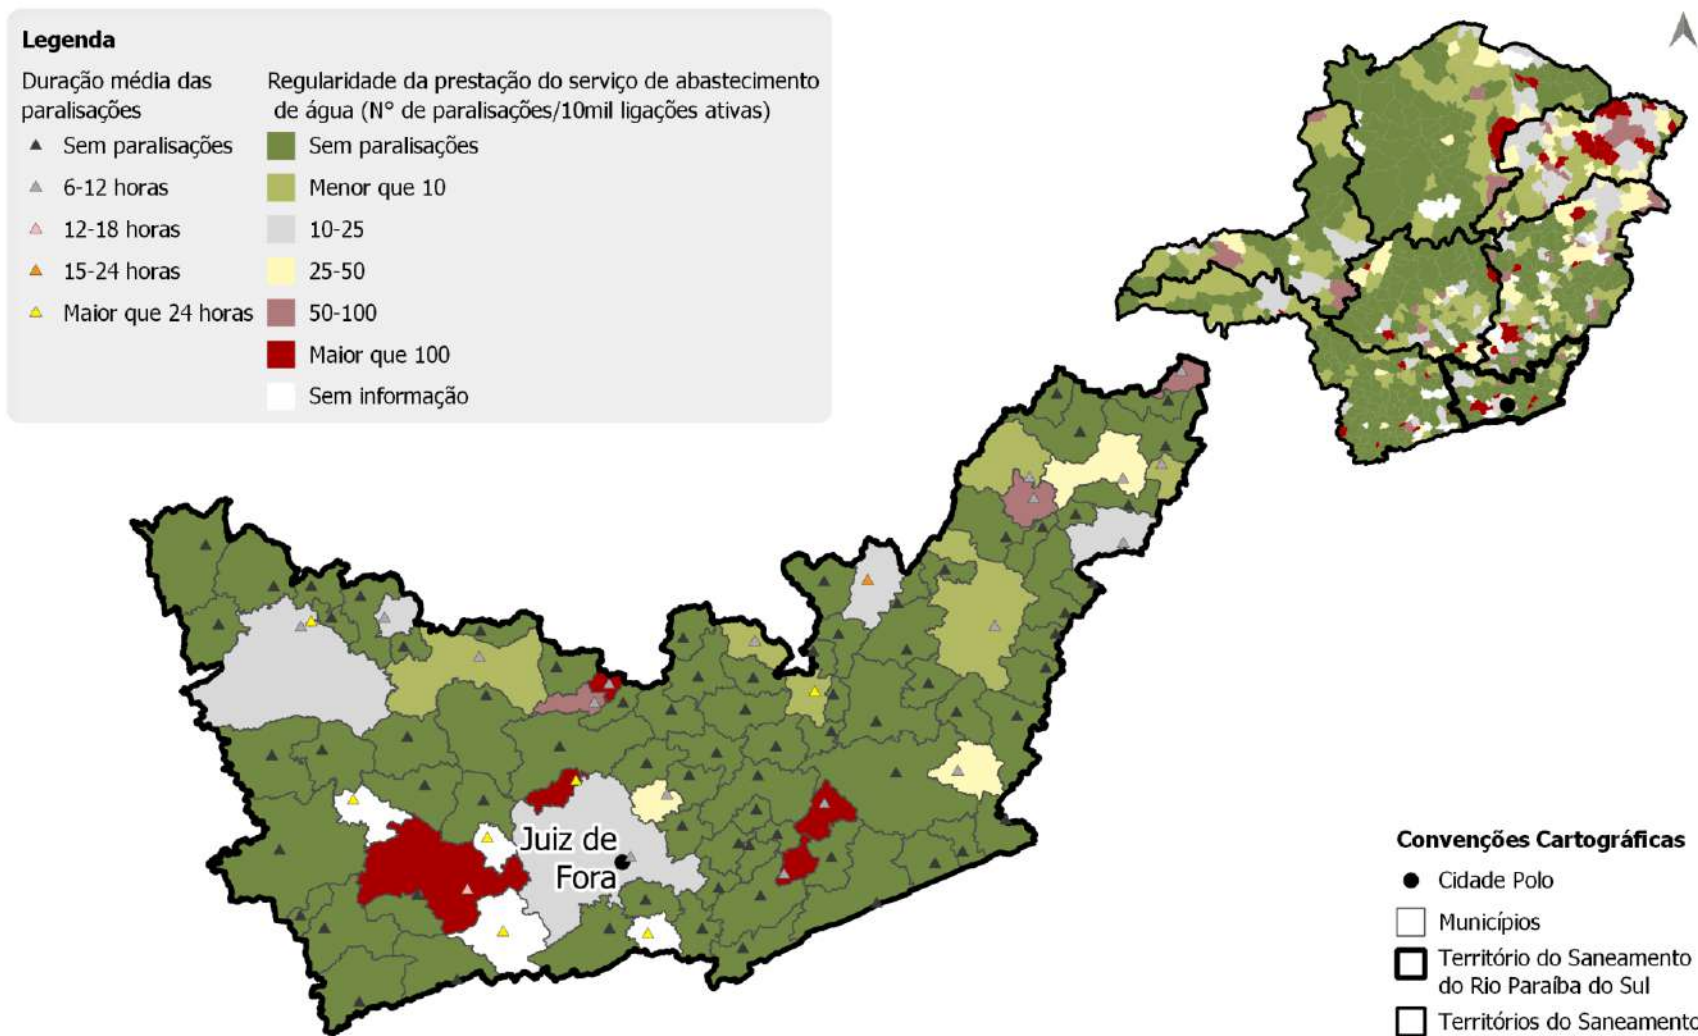 Legenda
Duração média das
paralisações
Sem paralisações
6-12 horas
12-18 horas
15-24 horas
Maior que 24 horas
Regularidade da prestação do serviço de abastecimento
de água (N° de paralisações/10mil ligações ativas)
Sem paralisações
Menor que 10
10-25
25-50
50-100
Maior que 100
Sem informação
Juiz de
Fora
Convenções Cartográficas
Cidade Polo
Municípios
Território do Saneamento
do Rio Paraíba do Sul
Territórios do Saneamento